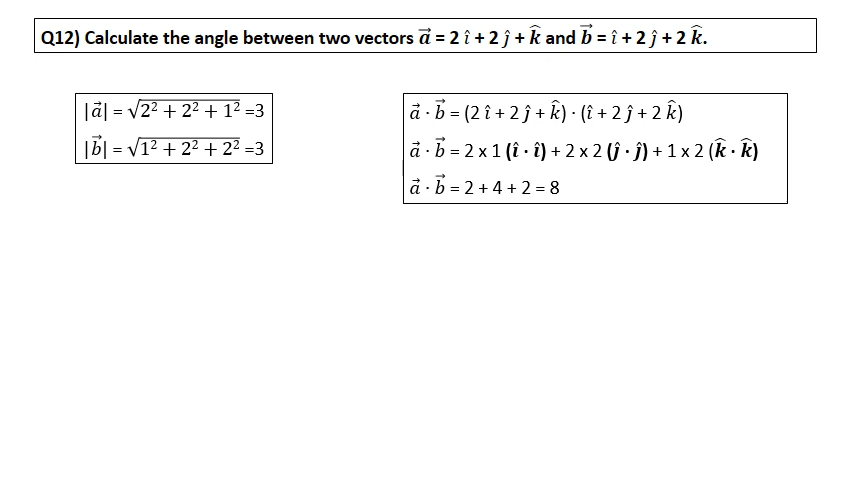 Q12) Calculate the angle between two vectors a⃗ = 2 î + 2 ĵ + k̂ and b⃗ = î + 2 ĵ + 2 k̂.
|a⃗| = √(2² + 2² + 1²) =3
|b⃗| = √(1² + 2² + 2²) =3
a⃗ · b⃗ = (2 î + 2 ĵ + k̂) · (î + 2 ĵ + 2 k̂)
a⃗ · b⃗ = 2 x 1 (î · î) + 2 x 2 (ĵ · ĵ) + 1 x 2 (k̂ · k̂)
a⃗ · b⃗ = 2 + 4 + 2 = 8